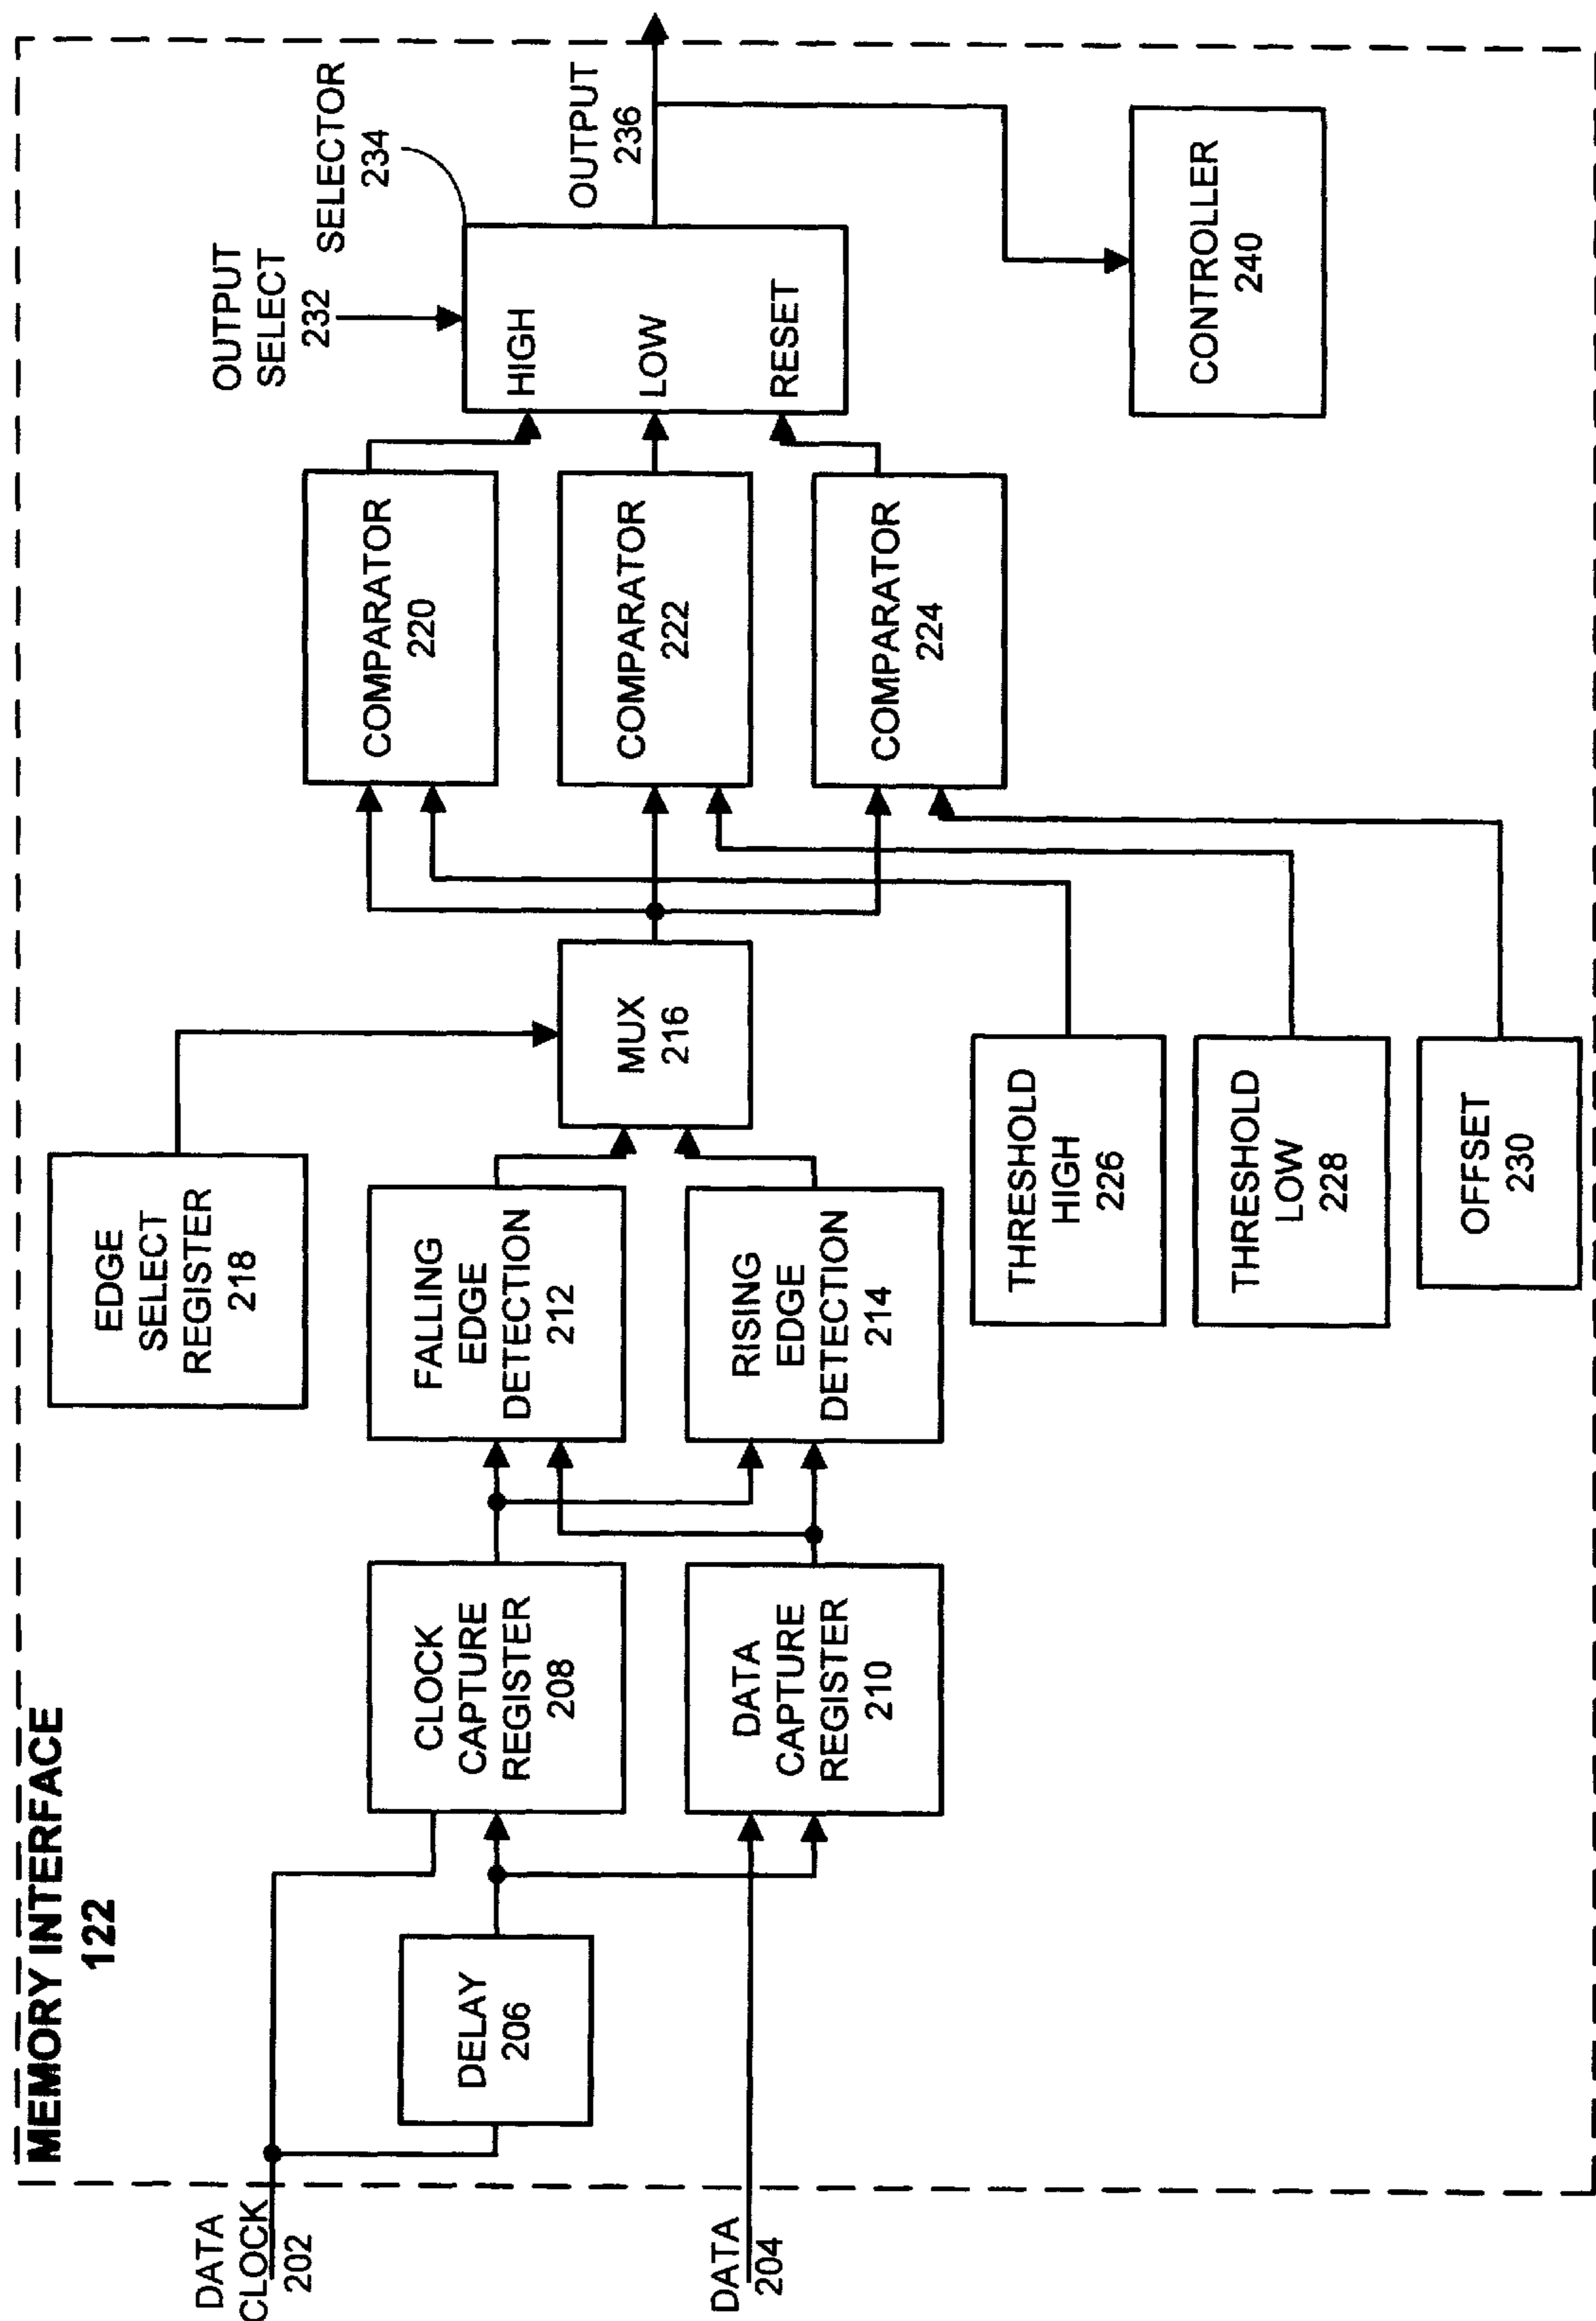 MEMORY INTERFACE
122
DATA
CLOCK
202
DATA
204
DELAY
206
CLOCK
CAPTURE
REGISTER
208
DATA
CAPTURE
REGISTER
210
EDGE
SELECT
REGISTER
218
FALLING
EDGE
DETECTION
212
RISING
EDGE
DETECTION
214
MUX
216
THRESHOLD
HIGH
226
THRESHOLD
LOW
228
OFFSET
230
COMPARATOR
220
COMPARATOR
222
COMPARATOR
224
OUTPUT
SELECT
232
SELECTOR
234
HIGH
LOW
RESET
OUTPUT
236
CONTROLLER
240